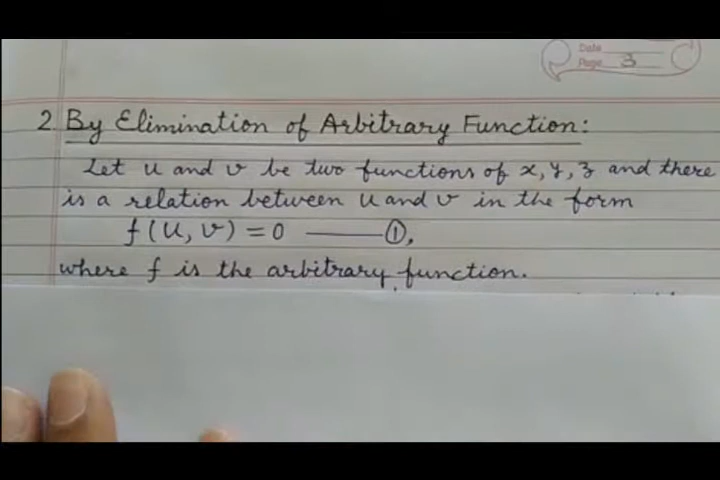 Date
Page 3
2 By Elimination of Arbitrary Function:
Let u and v be two functions of x, y, z and there
is a relation between u and v in the form
f(u, v) = 0 ——— ①,
where f is the arbitrary function.